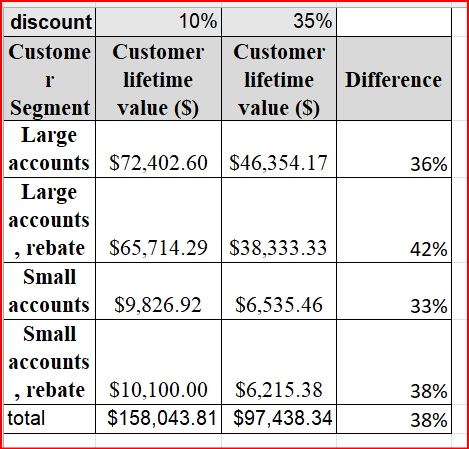 discount 10% 35%
Custome Customer Customer
r lifetime lifetime Difference
Segment value ($) value ($)
Large
accounts $72,402.60 $46,354.17 36%
Large
accounts
, rebate $65,714.29 $38,333.33 42%
Small
accounts $9,826.92 $6,535.46 33%
Small
accounts
, rebate $10,100.00 $6,215.38 38%
total $158,043.81 $97,438.34 38%